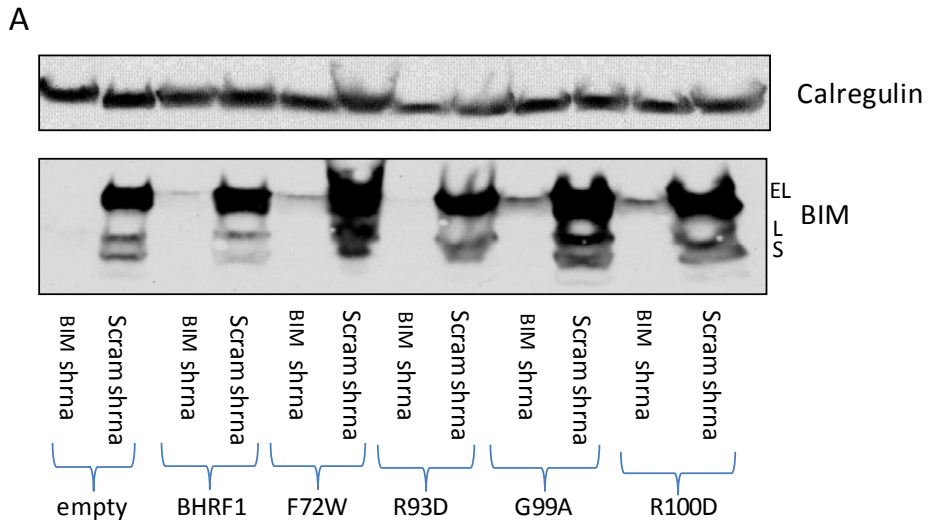 A
Calregulin
EL
BIM
L
S
BIM shrna
Scram shrna
BIM shrna
Scram shrna
BIM shrna
Scram shrna
BIM shrna
Scram shrna
BIM shrna
Scram shrna
BIM shrna
Scram shrna
empty
BHRF1
F72W
R93D
G99A
R100D